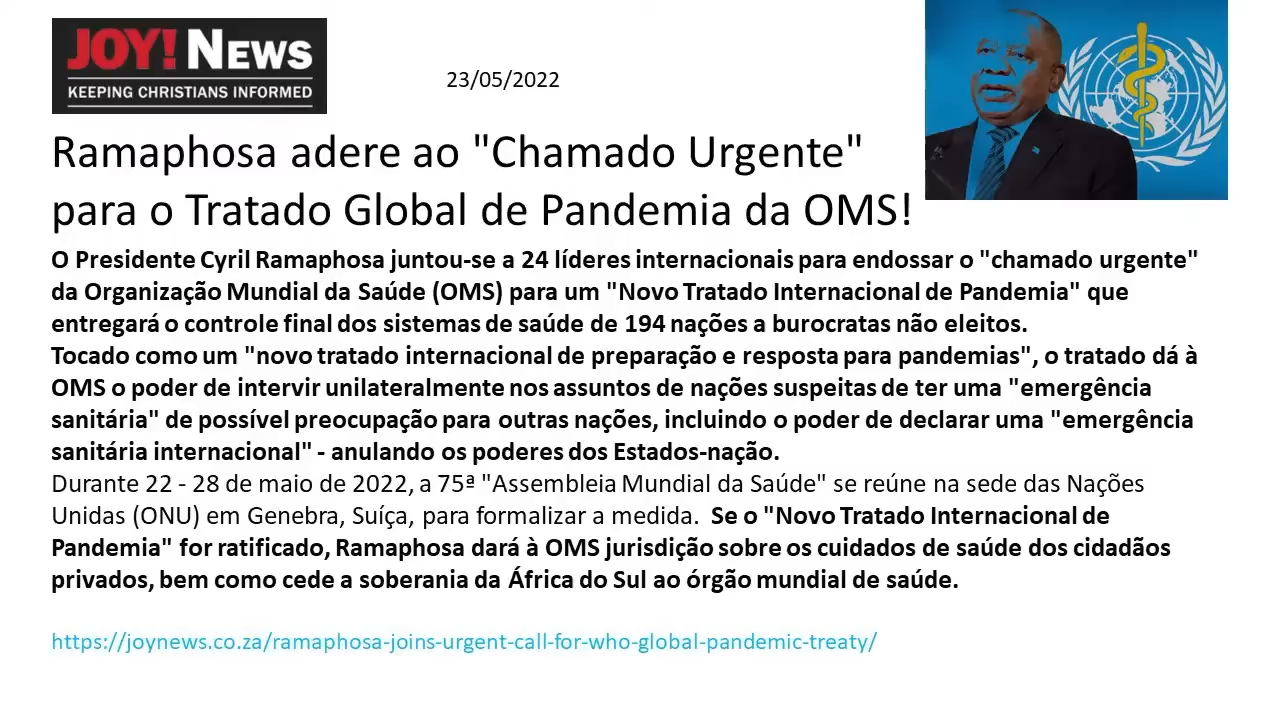 JOY! NEWS
KEEPING CHRISTIANS INFORMED
23/05/2022
Ramaphosa adere ao "Chamado Urgente"
para o Tratado Global de Pandemia da OMS!
O Presidente Cyril Ramaphosa juntou-se a 24 líderes internacionais para endossar o "chamado urgente"
da Organização Mundial da Saúde (OMS) para um "Novo Tratado Internacional de Pandemia" que
entregará o controle final dos sistemas de saúde de 194 nações a burocratas não eleitos.
Tocado como um "novo tratado internacional de preparação e resposta para pandemias", o tratado dá à
OMS o poder de intervir unilateralmente nos assuntos de nações suspeitas de ter uma "emergência
sanitária" de possível preocupação para outras nações, incluindo o poder de declarar uma "emergência
sanitária internacional" - anulando os poderes dos Estados-nação.
Durante 22 - 28 de maio de 2022, a 75ª "Assembleia Mundial da Saúde" se reúne na sede das Nações
Unidas (ONU) em Genebra, Suíça, para formalizar a medida. Se o "Novo Tratado Internacional de
Pandemia" for ratificado, Ramaphosa dará à OMS jurisdição sobre os cuidados de saúde dos cidadãos
privados, bem como cede a soberania da África do Sul ao órgão mundial de saúde.
https://joynews.co.za/ramaphosa-joins-urgent-call-for-who-global-pandemic-treaty/